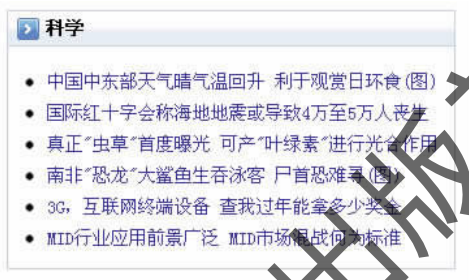 科学
中国中东部天气晴气温回升 利于观赏日环食(图)
国际红十字会称海地地震或导致4万至5万人丧生
真正"虫草"首度曝光 可产"叶绿素"进行光合作用
南非"恐龙"大鲨鱼生吞泳客 尸首恐难寻(图)
3G，互联网终端设备 查我过年能拿多少奖金
MID行业应用前景广泛 MID市场混战何为标准
出版